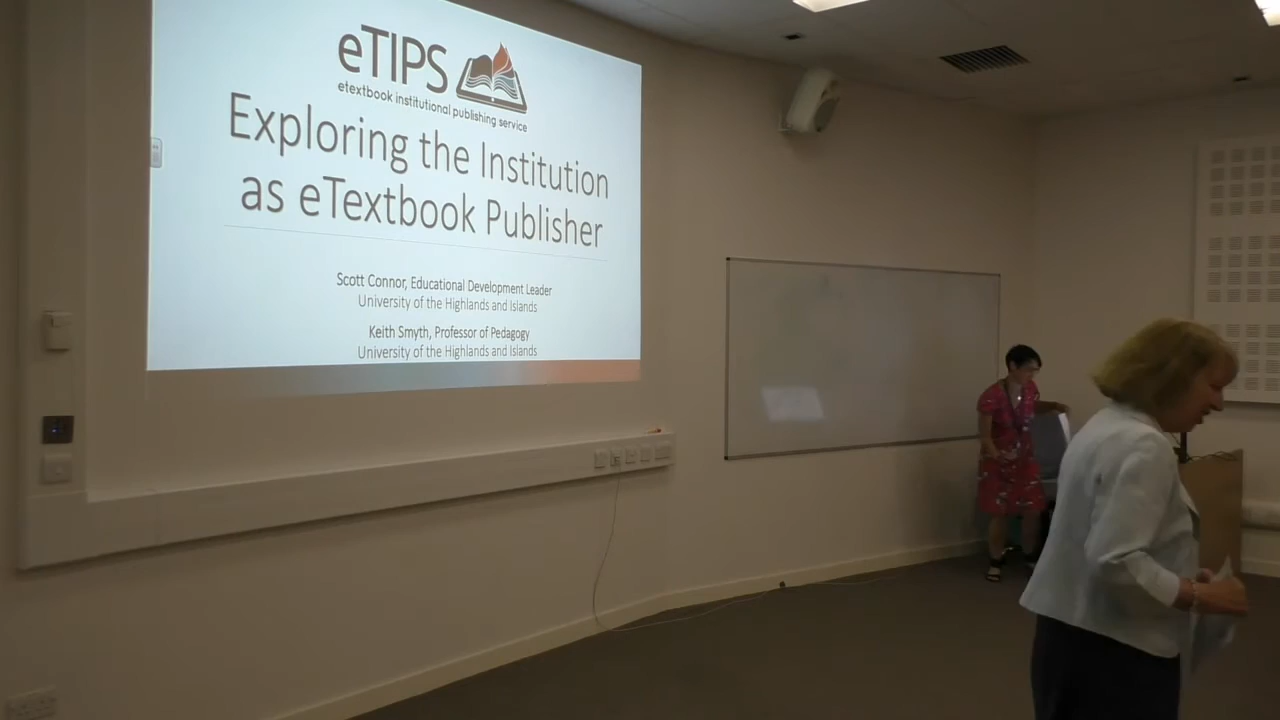 eTIPS
etextbook institutional publishing service
Exploring the Institution
as eTextbook Publisher
Scott Connor, Educational Development Leader
University of the Highlands and Islands
Keith Smyth, Professor of Pedagogy
University of the Highlands and Islands